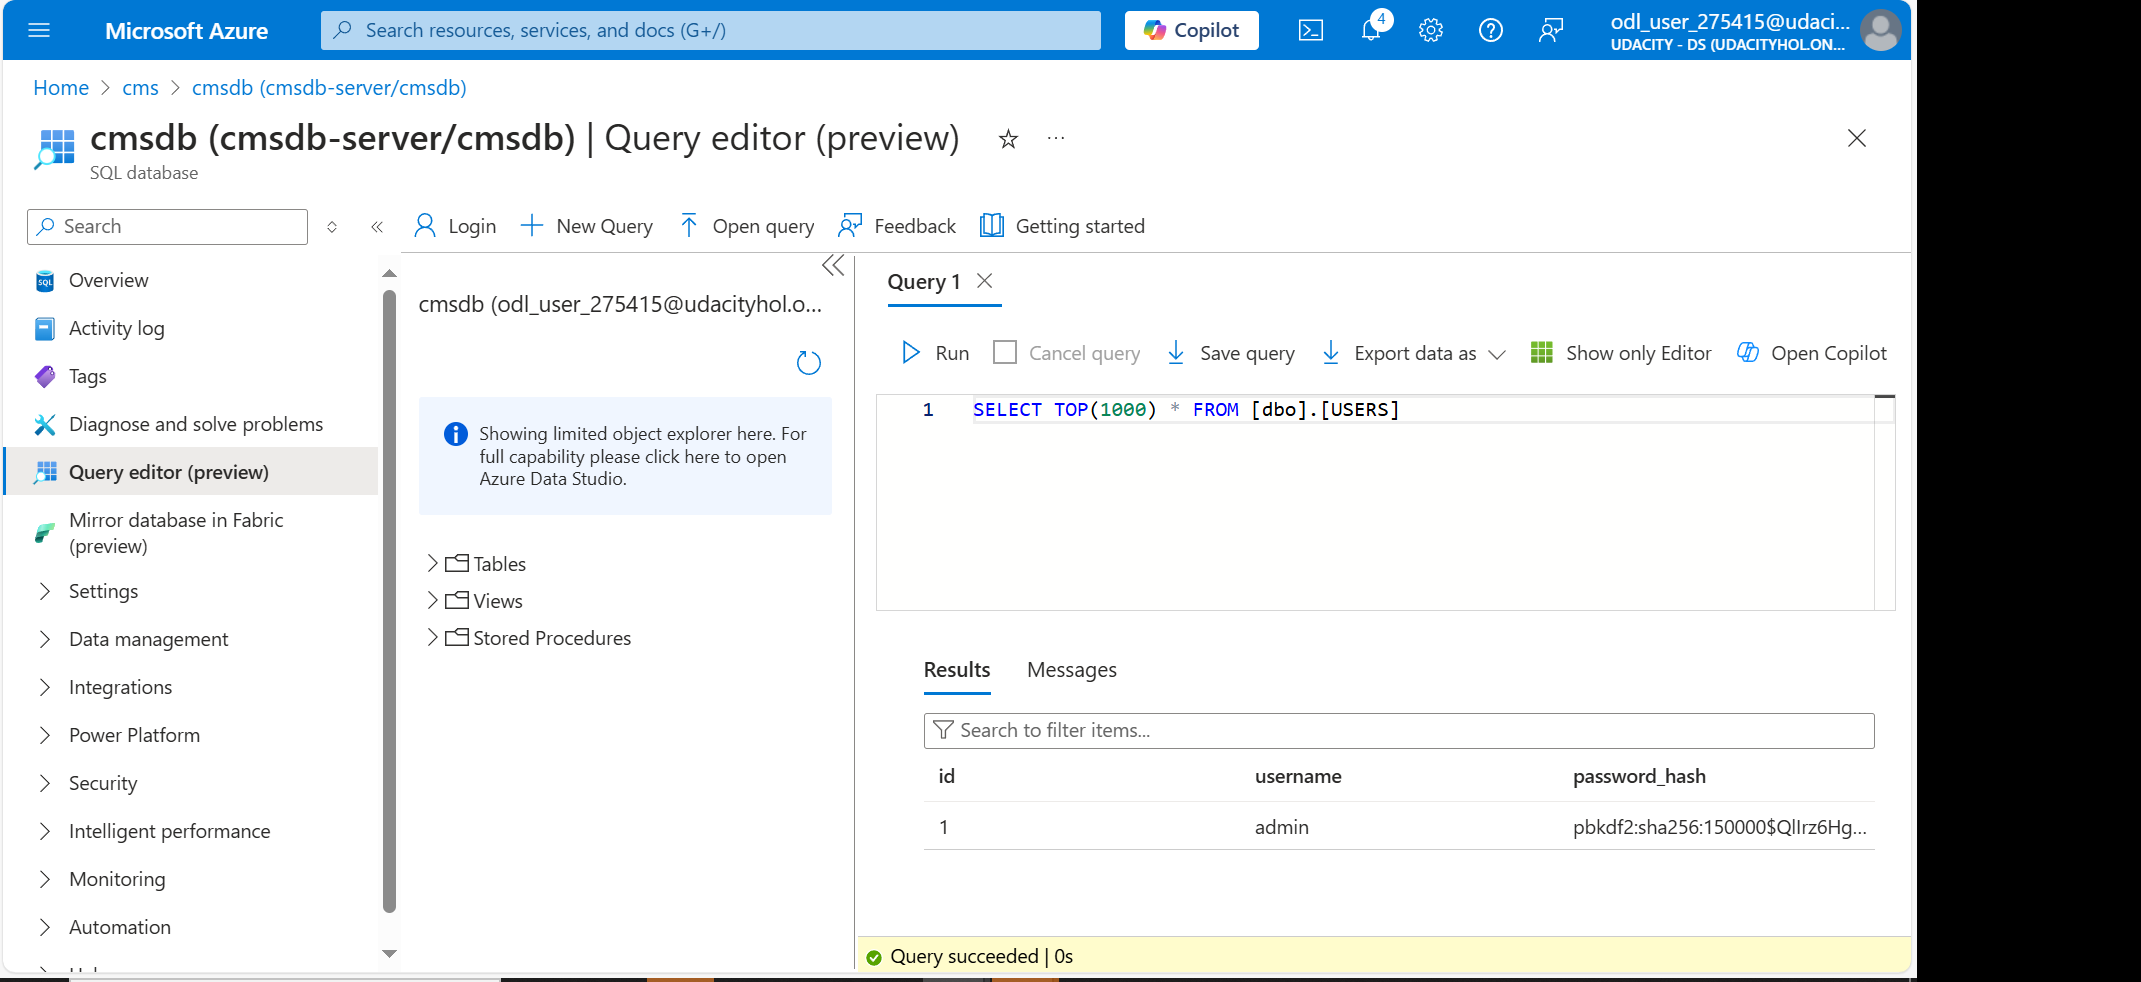 Microsoft Azure
Search resources, services, and docs (G+/)
Copilot
4
odl_user_275415@udaci...
UDACITY - DS (UDACITYHOL.ON...
Home > cms > cmsdb (cmsdb-server/cmsdb)
cmsdb (cmsdb-server/cmsdb) | Query editor (preview)
SQL database
Search
Login
New Query
Open query
Feedback
Getting started
Overview
Activity log
Tags
Diagnose and solve problems
Query editor (preview)
Mirror database in Fabric
(preview)
Settings
Data management
Integrations
Power Platform
Security
Intelligent performance
Monitoring
Automation
cmsdb (odl_user_275415@udacityhol.o...
Showing limited object explorer here. For
full capability please click here to open
Azure Data Studio.
Tables
Views
Stored Procedures
Query 1
Run
Cancel query
Save query
Export data as
Show only Editor
Open Copilot
1 SELECT TOP(1000) * FROM [dbo].[USERS]
Results
Messages
Search to filter items...
id username password_hash
1 admin pbkdf2:sha256:150000$QlIrz6Hg...
Query succeeded | 0s